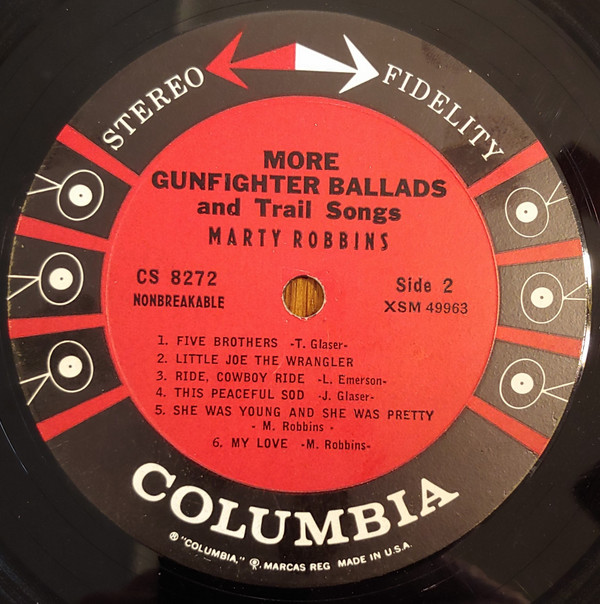 STEREO FIDELITY
MORE
GUNFIGHTER BALLADS
and Trail Songs
MARTY ROBBINS
CS 8272
NONBREAKABLE
Side 2
XSM 49963
1. FIVE BROTHERS -T. Glaser-
2. LITTLE JOE THE WRANGLER
3. RIDE, COWBOY RIDE -L. Emerson-
4. THIS PEACEFUL SOD -J. Glaser-
5. SHE WAS YOUNG AND SHE WAS PRETTY
- M. Robbins -
6. MY LOVE -M. Robbins-
COLUMBIA
® "COLUMBIA," ®, MARCAS REG MADE IN U.S.A.